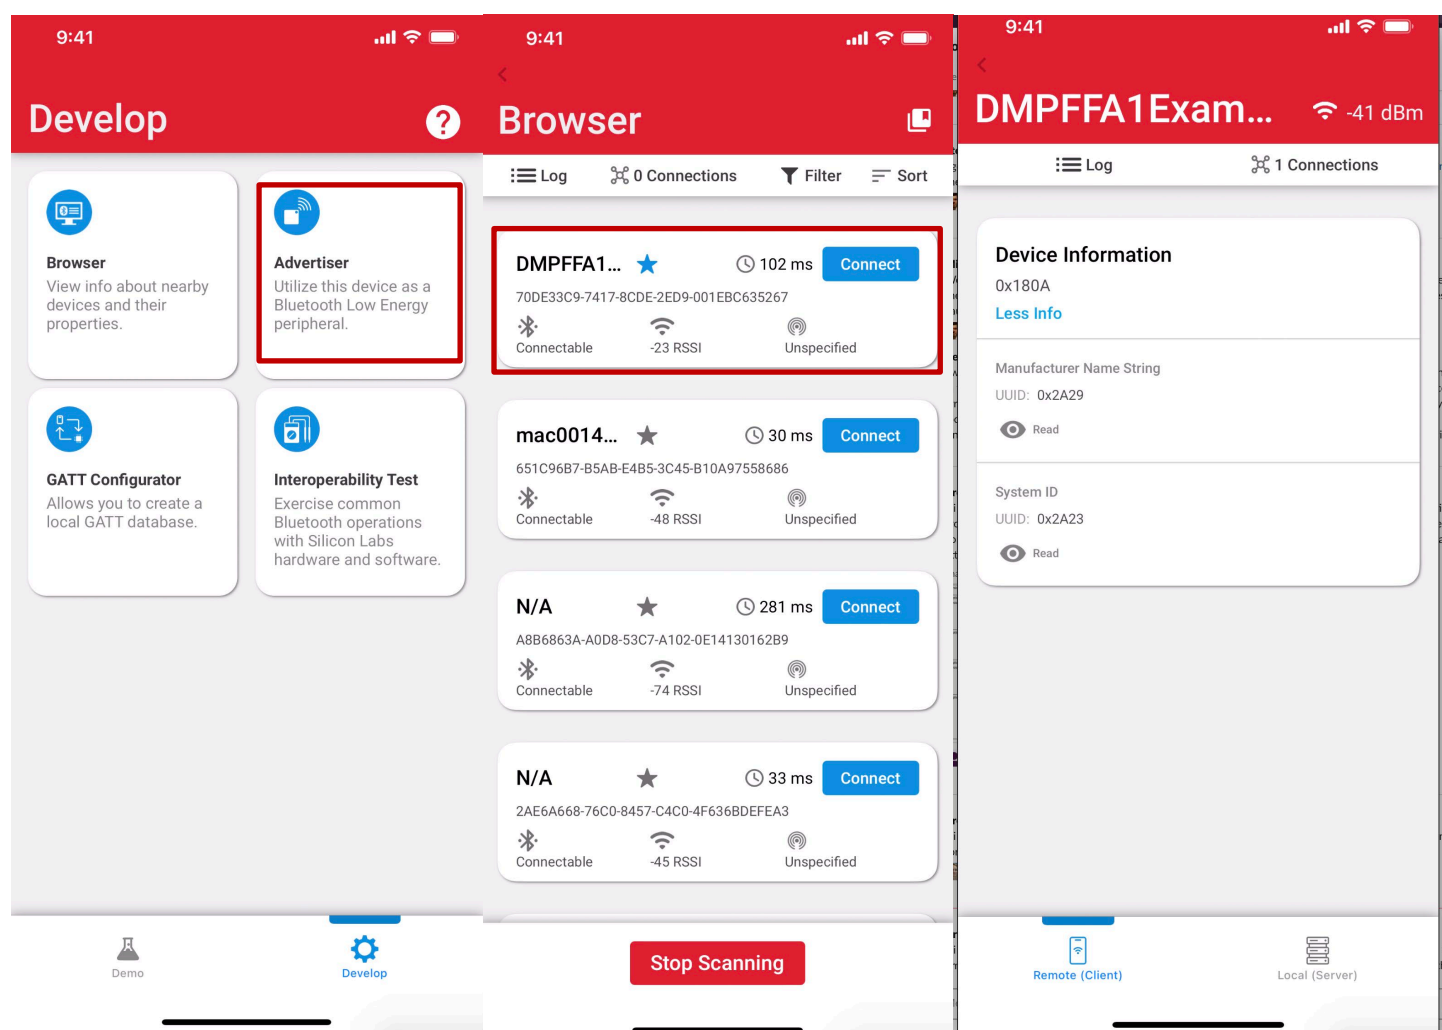 9:41
Develop
?
Browser
View info about nearby
devices and their
properties.
Advertiser
Utilize this device as a
Bluetooth Low Energy
peripheral.
GATT Configurator
Allows you to create a
local GATT database.
Interoperability Test
Exercise common
Bluetooth operations
with Silicon Labs
hardware and software.
Demo
Develop
9:41
Browser
Log
0 Connections
Filter
Sort
DMPFFA1...
102 ms
Connect
70DE33C9-7417-8CDE-2ED9-001EBC635267
Connectable
-23 RSSI
Unspecified
mac0014...
30 ms
Connect
651C96B7-B5AB-E4B5-3C45-B10A97558686
Connectable
-48 RSSI
Unspecified
N/A
281 ms
Connect
A8B6863A-A0D8-53C7-A102-0E14130162B9
Connectable
-74 RSSI
Unspecified
N/A
33 ms
Connect
2AE6A668-76C0-8457-C4C0-4F636BDEFEA3
Connectable
-45 RSSI
Unspecified
Stop Scanning
9:41
DMPFFA1Exam...
-41 dBm
Log
1 Connections
Device Information
0x180A
Less Info
Manufacturer Name String
UUID: 0x2A29
Read
System ID
UUID: 0x2A23
Read
Remote (Client)
Local (Server)